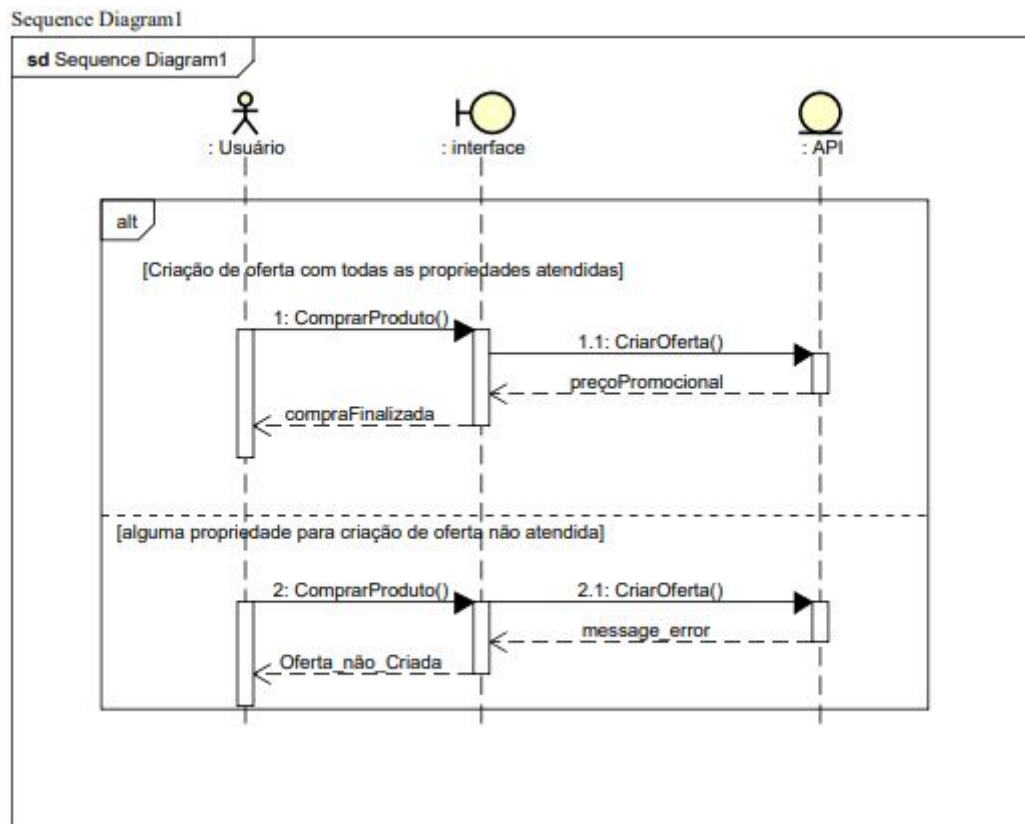 Sequence Diagram1
sd Sequence Diagram1
: Usuário
: interface
: API
alt
[Criação de oferta com todas as propriedades atendidas]
1: ComprarProduto()
1.1: CriarOferta()
preçoPromocional
compraFinalizada
[alguma propriedade para criação de oferta não atendida]
2: ComprarProduto()
2.1: CriarOferta()
message_error
Oferta_não_Criada